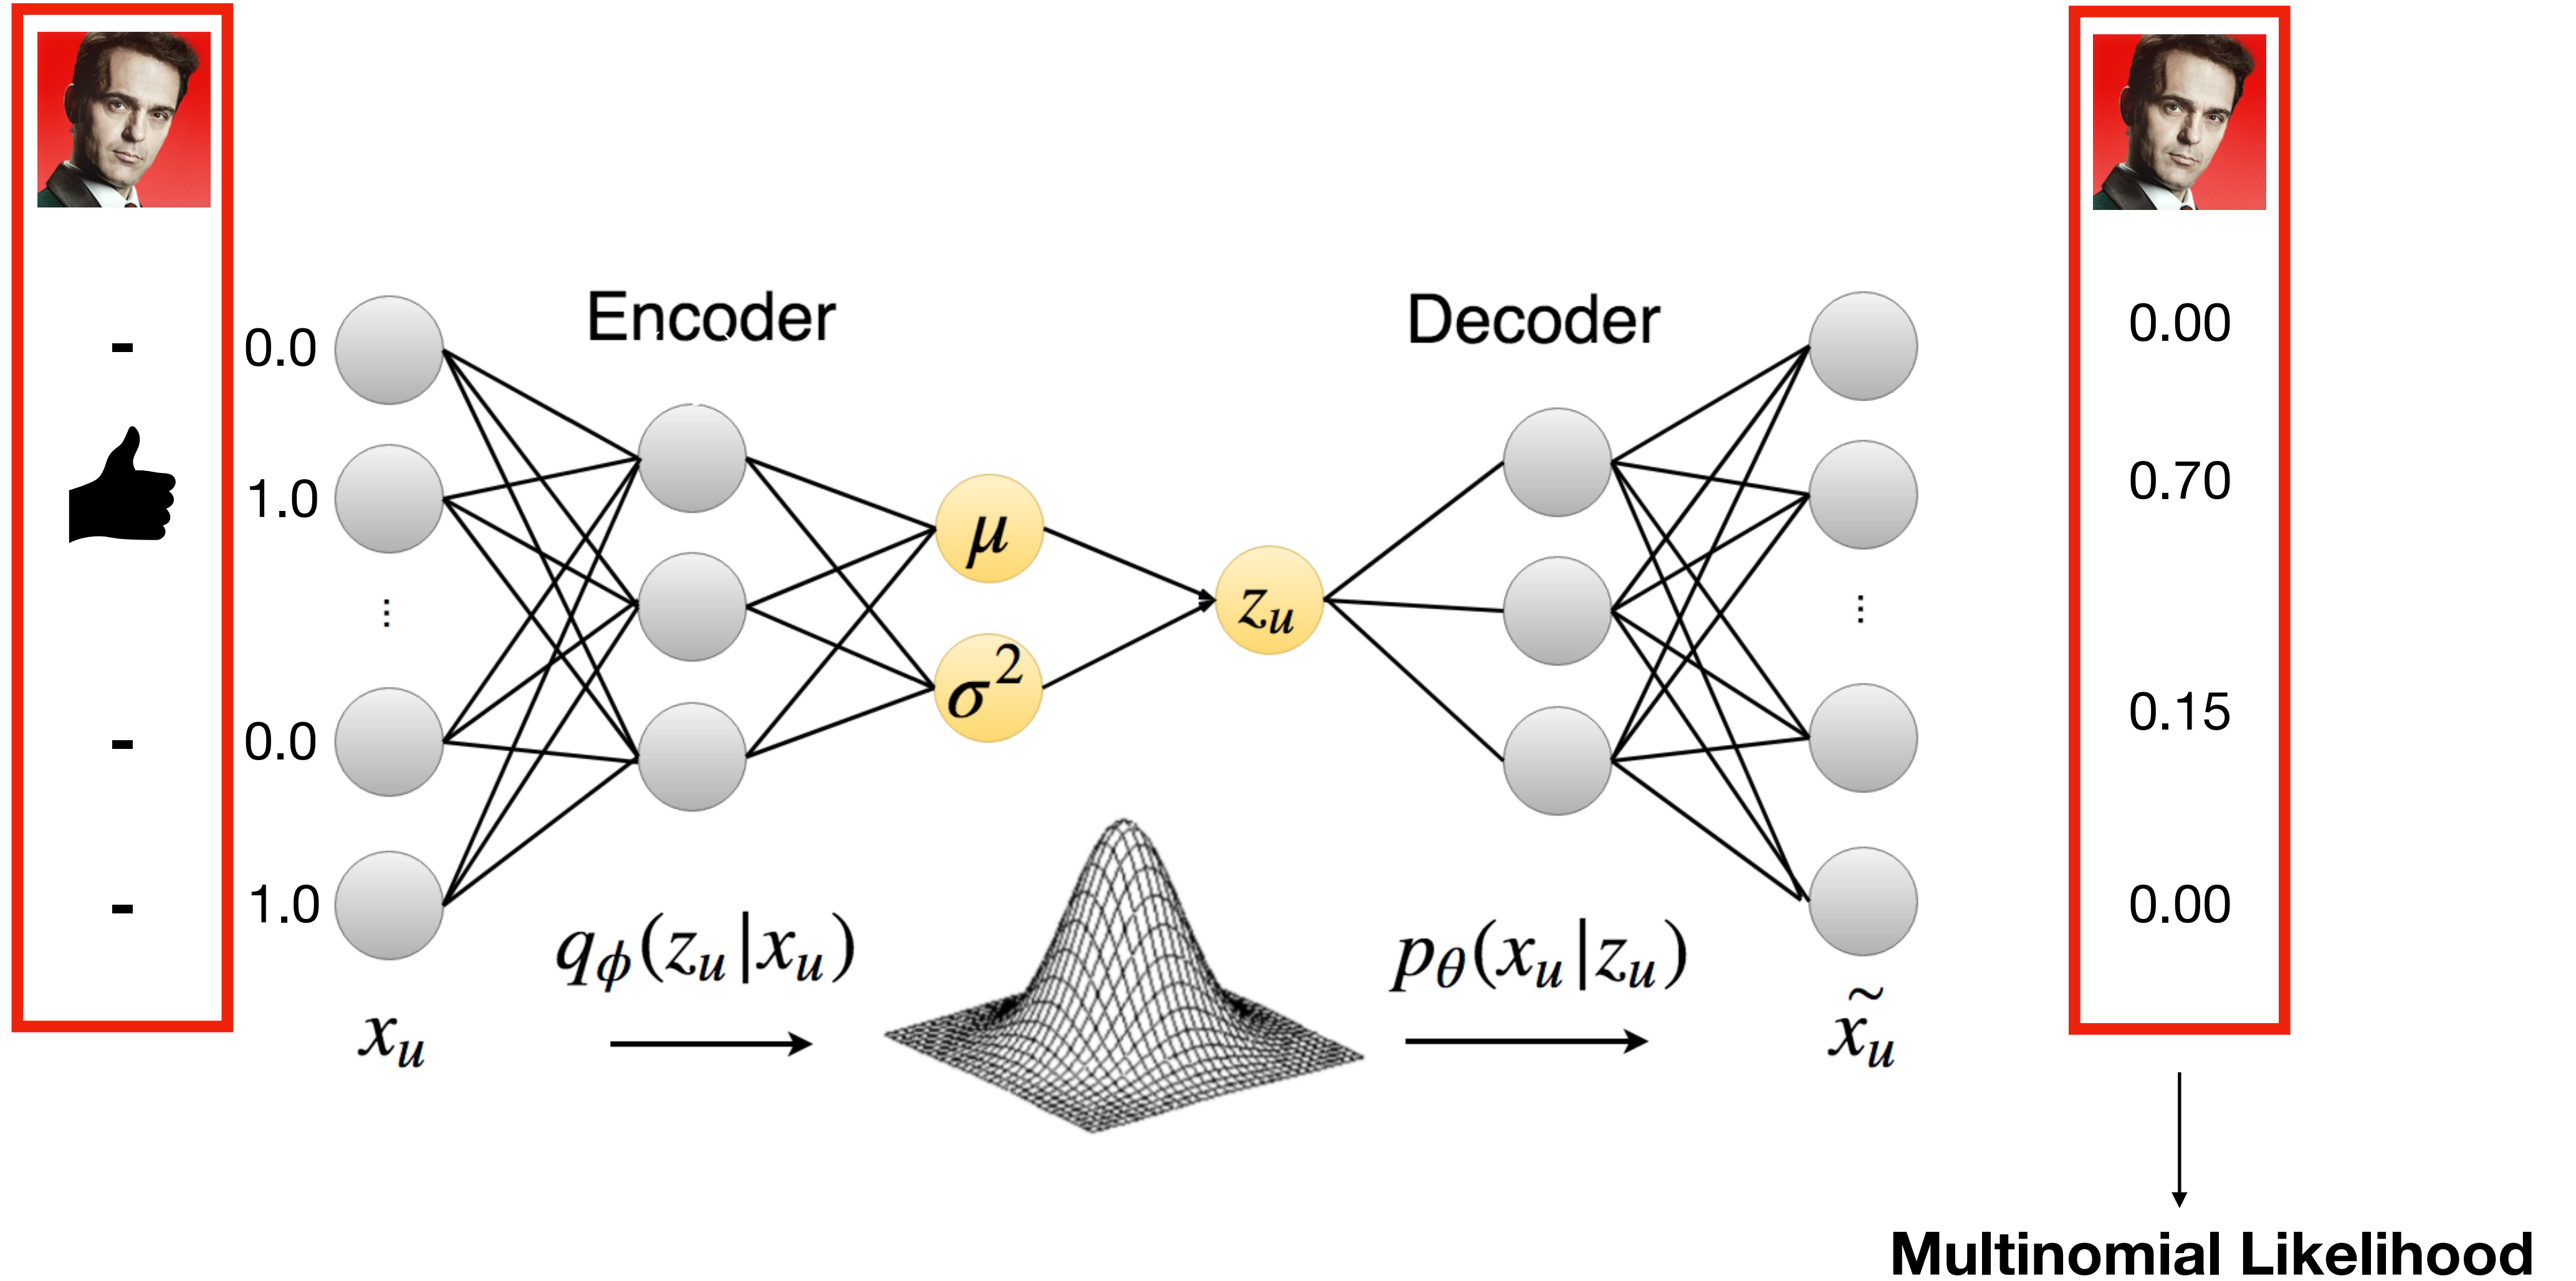 Encoder
Decoder
- 0.0
0.00
1.0
0.70
μ
z_u
⋮
⋮
σ²
- 0.0
0.15
- 1.0
0.00
q_ϕ(z_u|x_u)
p_θ(x_u|z_u)
x_u
x̃_u
Multinomial Likelihood